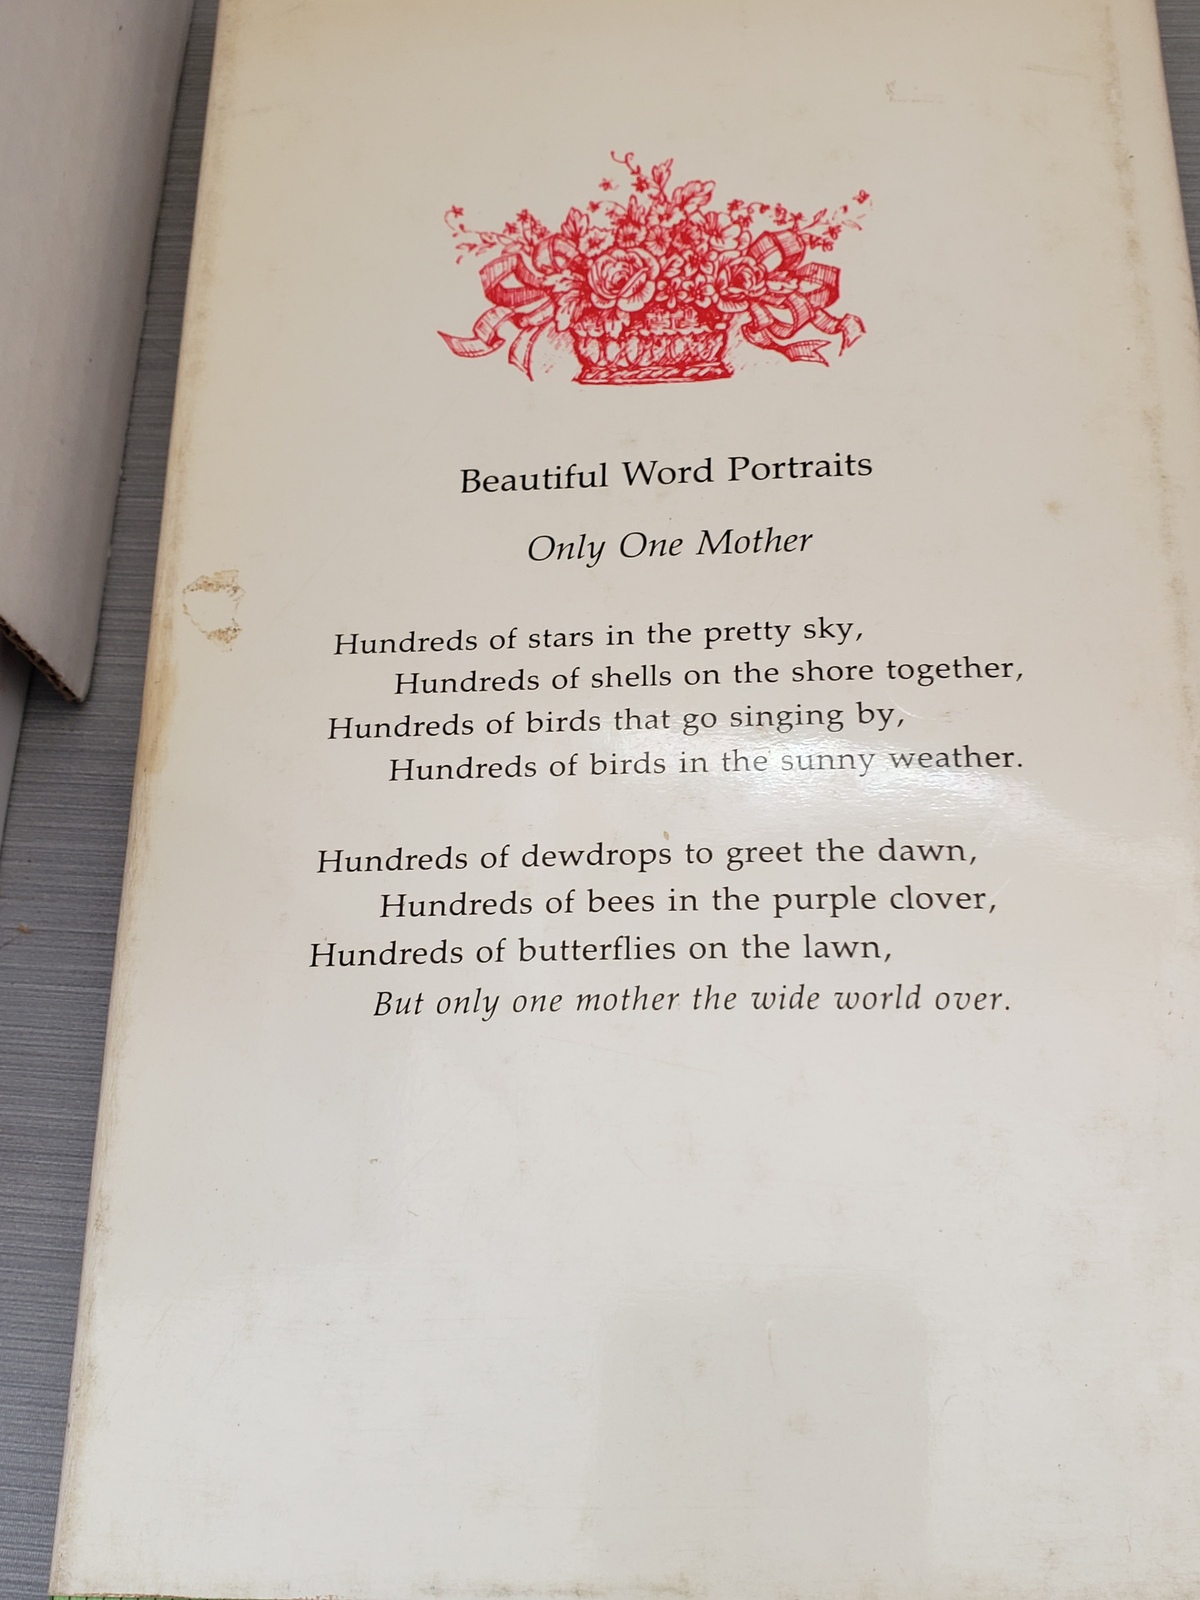 Beautiful Word Portraits
Only One Mother
Hundreds of stars in the pretty sky,
Hundreds of shells on the shore together,
Hundreds of birds that go singing by,
Hundreds of birds in the sunny weather.
Hundreds of dewdrops to greet the dawn,
Hundreds of bees in the purple clover,
Hundreds of butterflies on the lawn,
But only one mother the wide world over.